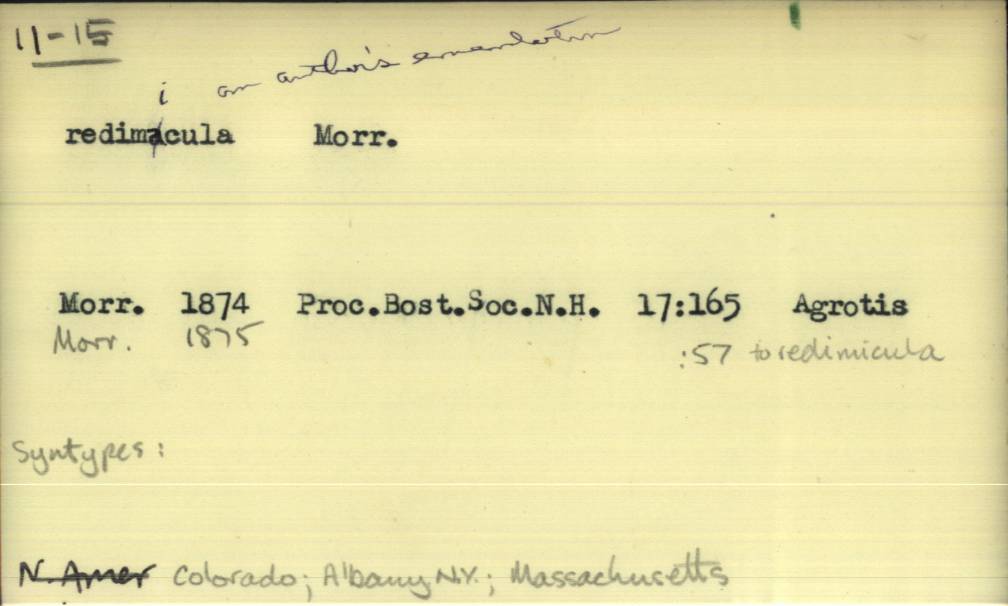 11-15
i an author's emendation
redimacula Morr.
Morr. 1874 Proc.Bost.Soc.N.H. 17:165 Agrotis
Morr. 1875 :57 to redimicula
Syntypes:
N. Amer Colorado; Albany N.Y.; Massachusetts